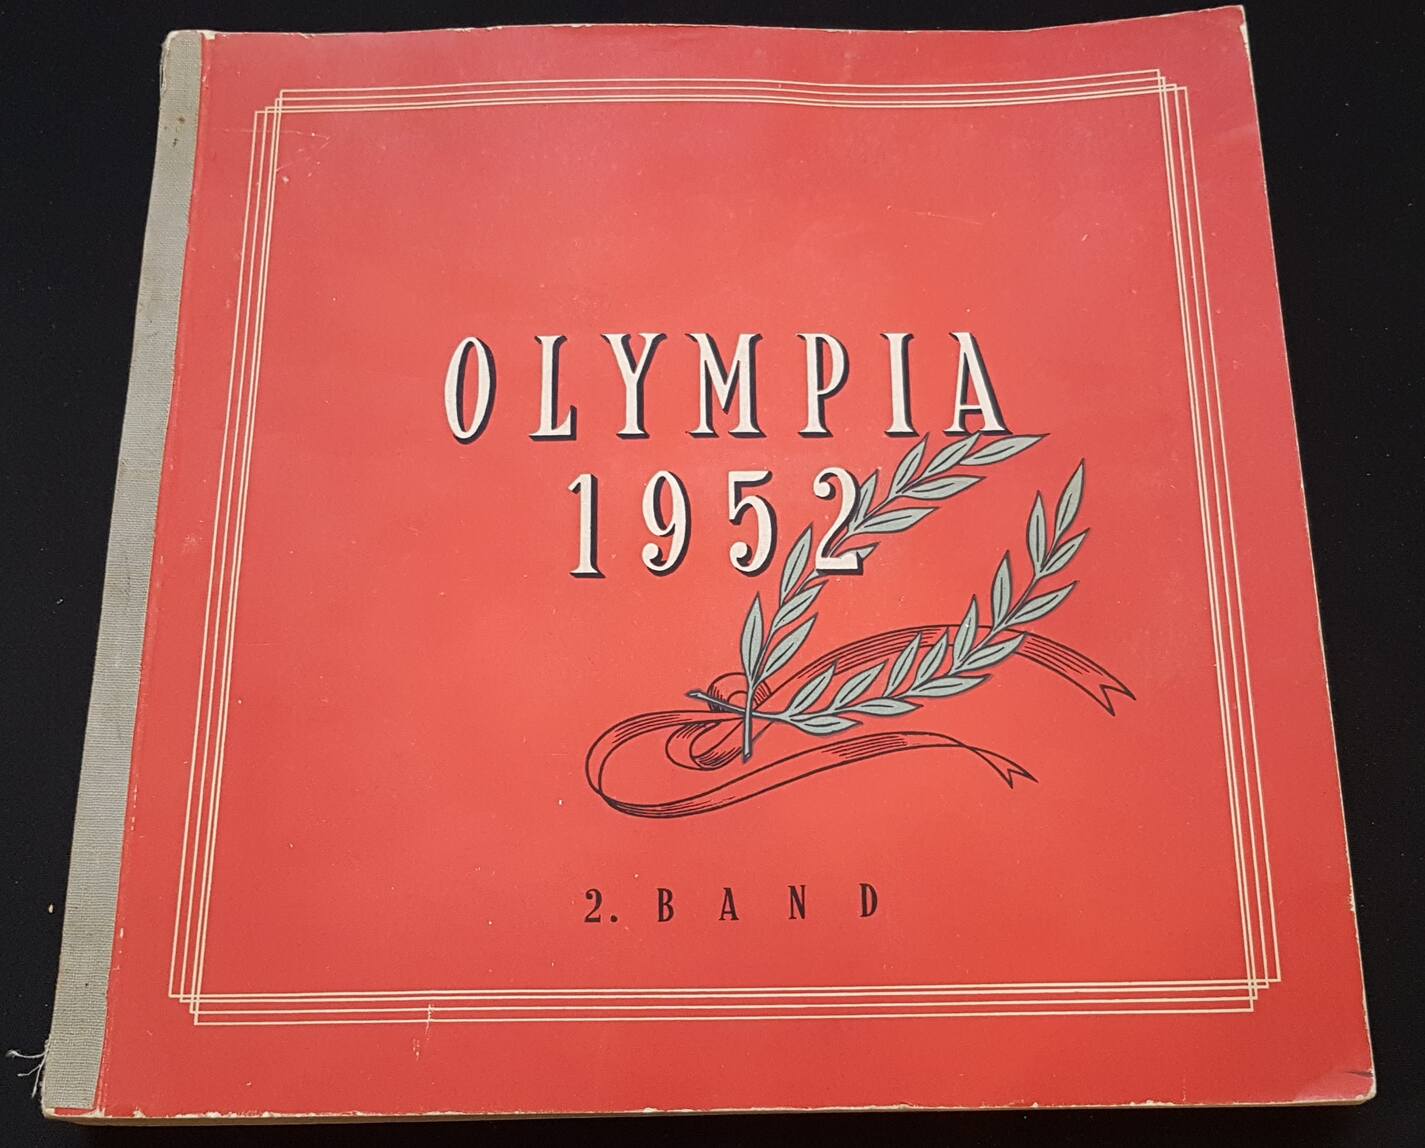 OLYMPIA
1952
2. BAND